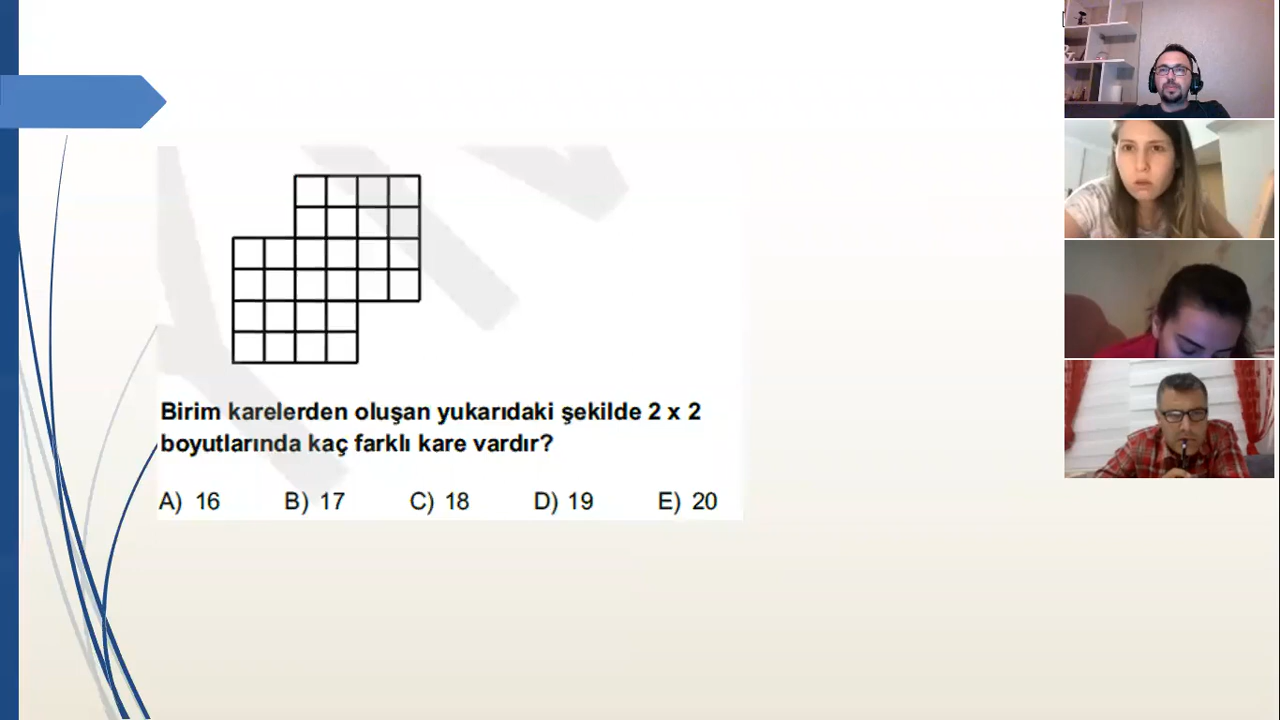 Birim karelerden oluşan yukarıdaki şekilde 2 x 2
boyutlarında kaç farklı kare vardır?
A) 16 B) 17 C) 18 D) 19 E) 20